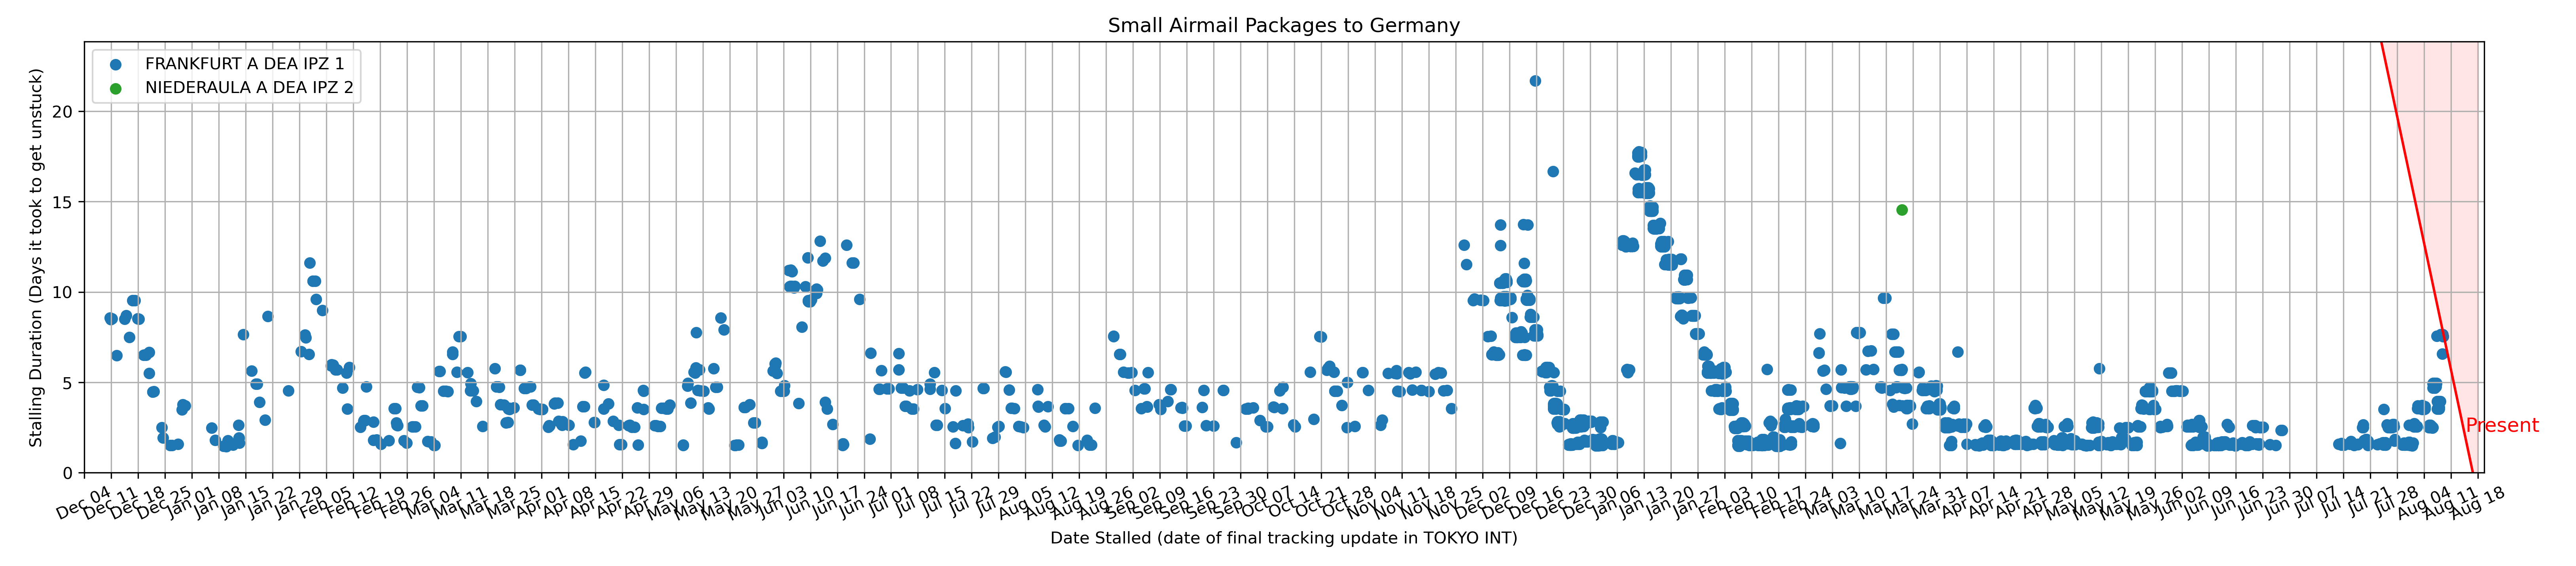 Small Airmail Packages to Germany
FRANKFURT A DEA IPZ 1
NIEDERAULA A DEA IPZ 2
Stalling Duration (Days it took to get unstuck)
20
15
10
5
0
Present
Dec 04
Dec 11
Dec 18
Dec 25
Jan 01
Jan 08
Jan 15
Jan 22
Jan 29
Feb 05
Feb 12
Feb 19
Feb 26
Mar 04
Mar 11
Mar 18
Mar 25
Apr 01
Apr 08
Apr 15
Apr 22
Apr 29
May 06
May 13
May 20
May 27
Jun 03
Jun 10
Jun 17
Jun 24
Jul 01
Jul 08
Jul 15
Jul 22
Jul 29
Aug 05
Aug 12
Aug 19
Aug 26
Sep 02
Sep 09
Sep 16
Sep 23
Sep 30
Oct 07
Oct 14
Oct 21
Oct 28
Nov 04
Nov 11
Nov 18
Nov 25
Dec 02
Dec 09
Dec 16
Dec 23
Dec 30
Jan 06
Jan 13
Jan 20
Jan 27
Feb 03
Feb 10
Feb 17
Feb 24
Mar 03
Mar 10
Mar 17
Mar 24
Mar 31
Apr 07
Apr 14
Apr 21
Apr 28
May 05
May 12
May 19
May 26
Jun 02
Jun 09
Jun 16
Jun 23
Jun 30
Jul 07
Jul 14
Jul 21
Jul 28
Aug 04
Aug 11
Aug 18
Date Stalled (date of final tracking update in TOKYO INT)